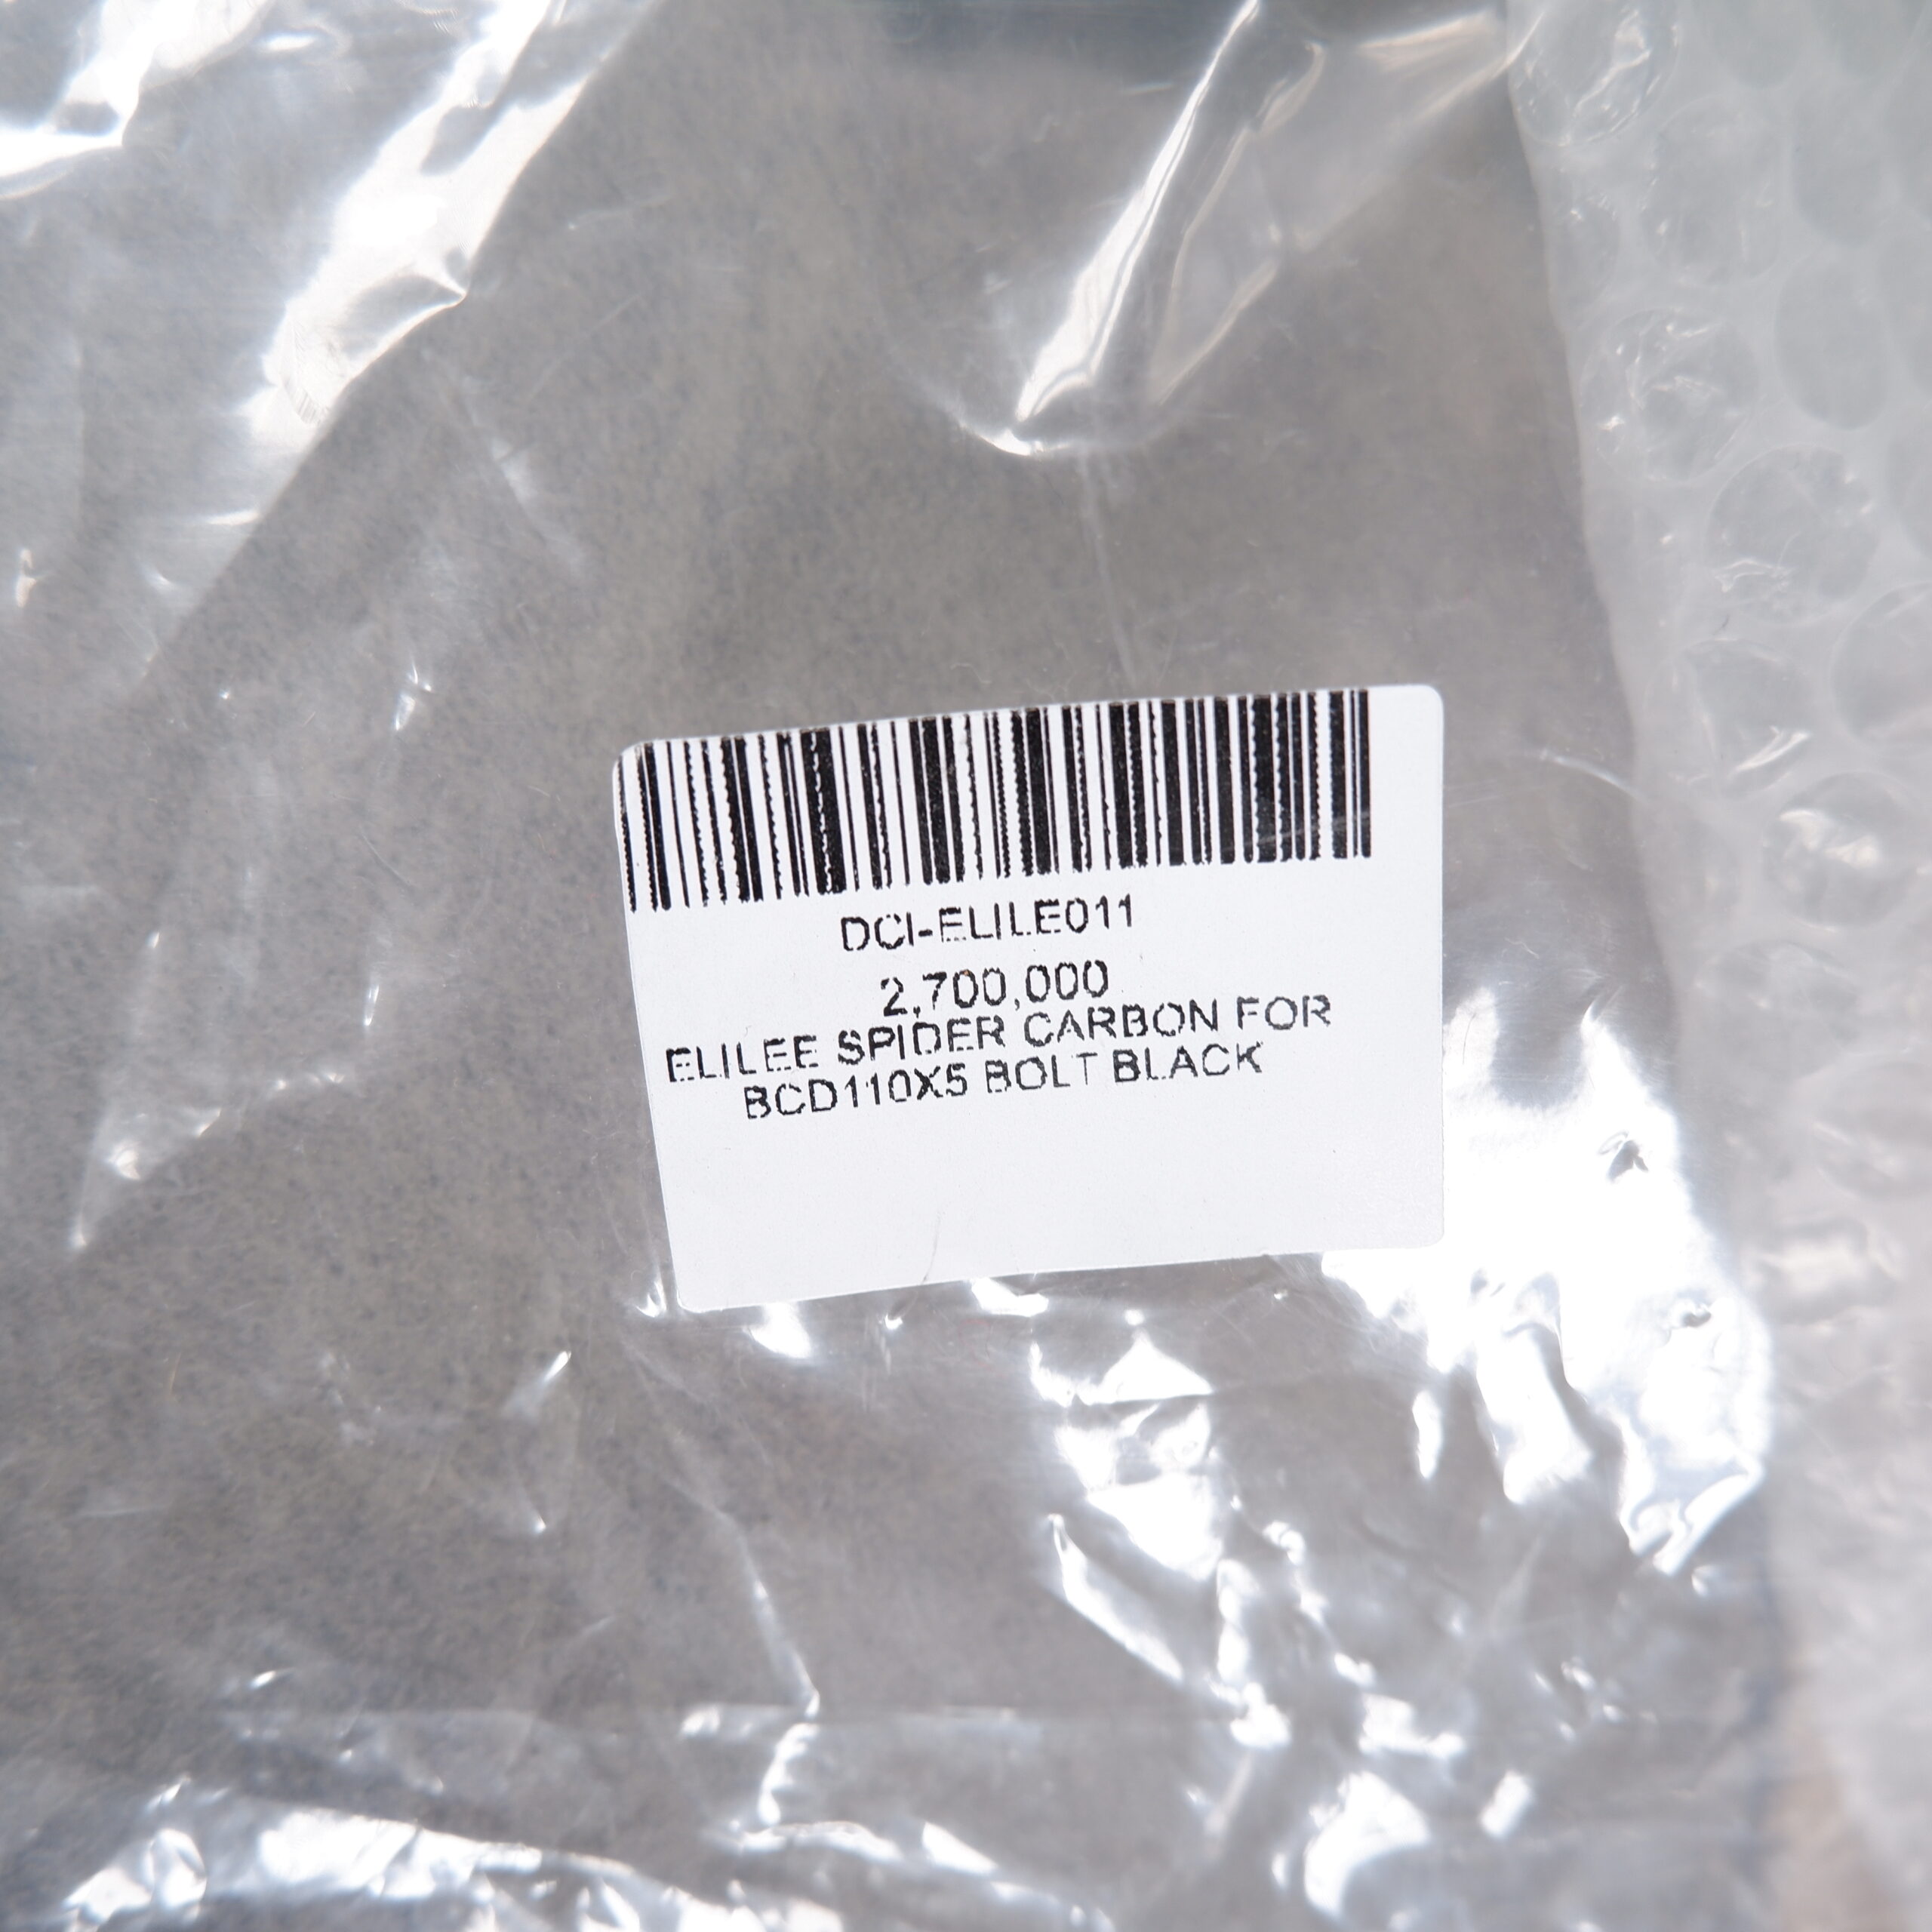 DCI-ELILE011
2,700,000
ELILEE SPIDER CARBON FOR
BCD110X5 BOLT BLACK